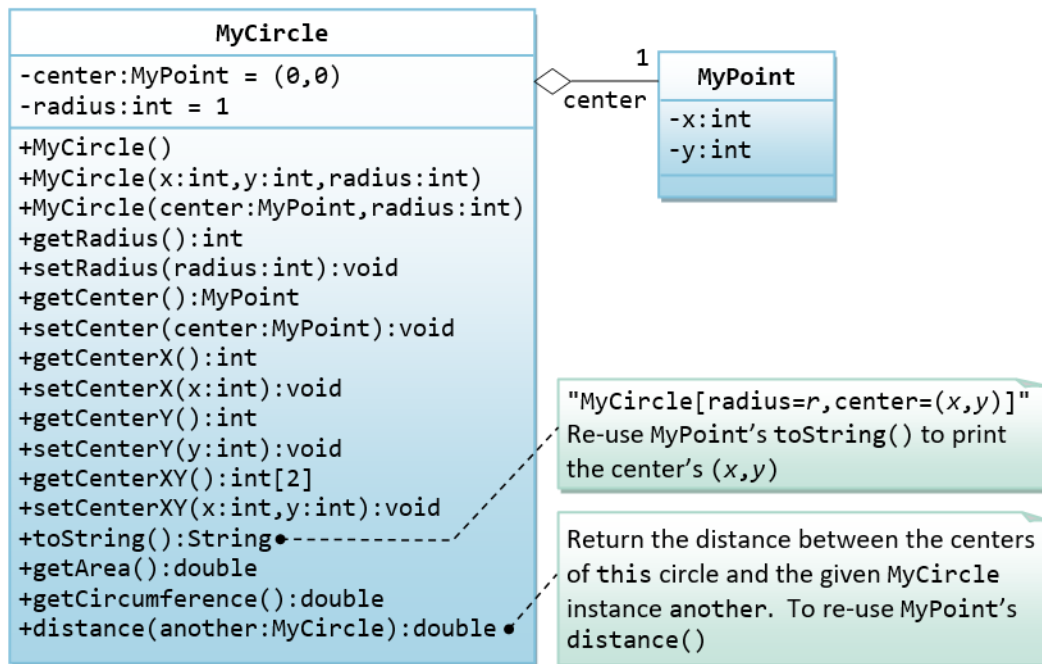 MyCircle
-center:MyPoint = (0,0)
-radius:int = 1
+MyCircle()
+MyCircle(x:int,y:int,radius:int)
+MyCircle(center:MyPoint,radius:int)
+getRadius():int
+setRadius(radius:int):void
+getCenter():MyPoint
+setCenter(center:MyPoint):void
+getCenterX():int
+setCenterX(x:int):void
+getCenterY():int
+setCenterY(y:int):void
+getCenterXY():int[2]
+setCenterXY(x:int,y:int):void
+toString():String
+getArea():double
+getCircumference():double
+distance(another:MyCircle):double
1
center
MyPoint
-x:int
-y:int
"MyCircle[radius=r,center=(x,y)]"
Re-use MyPoint's toString() to print
the center's (x,y)
Return the distance between the centers
of this circle and the given MyCircle
instance another. To re-use MyPoint's
distance()